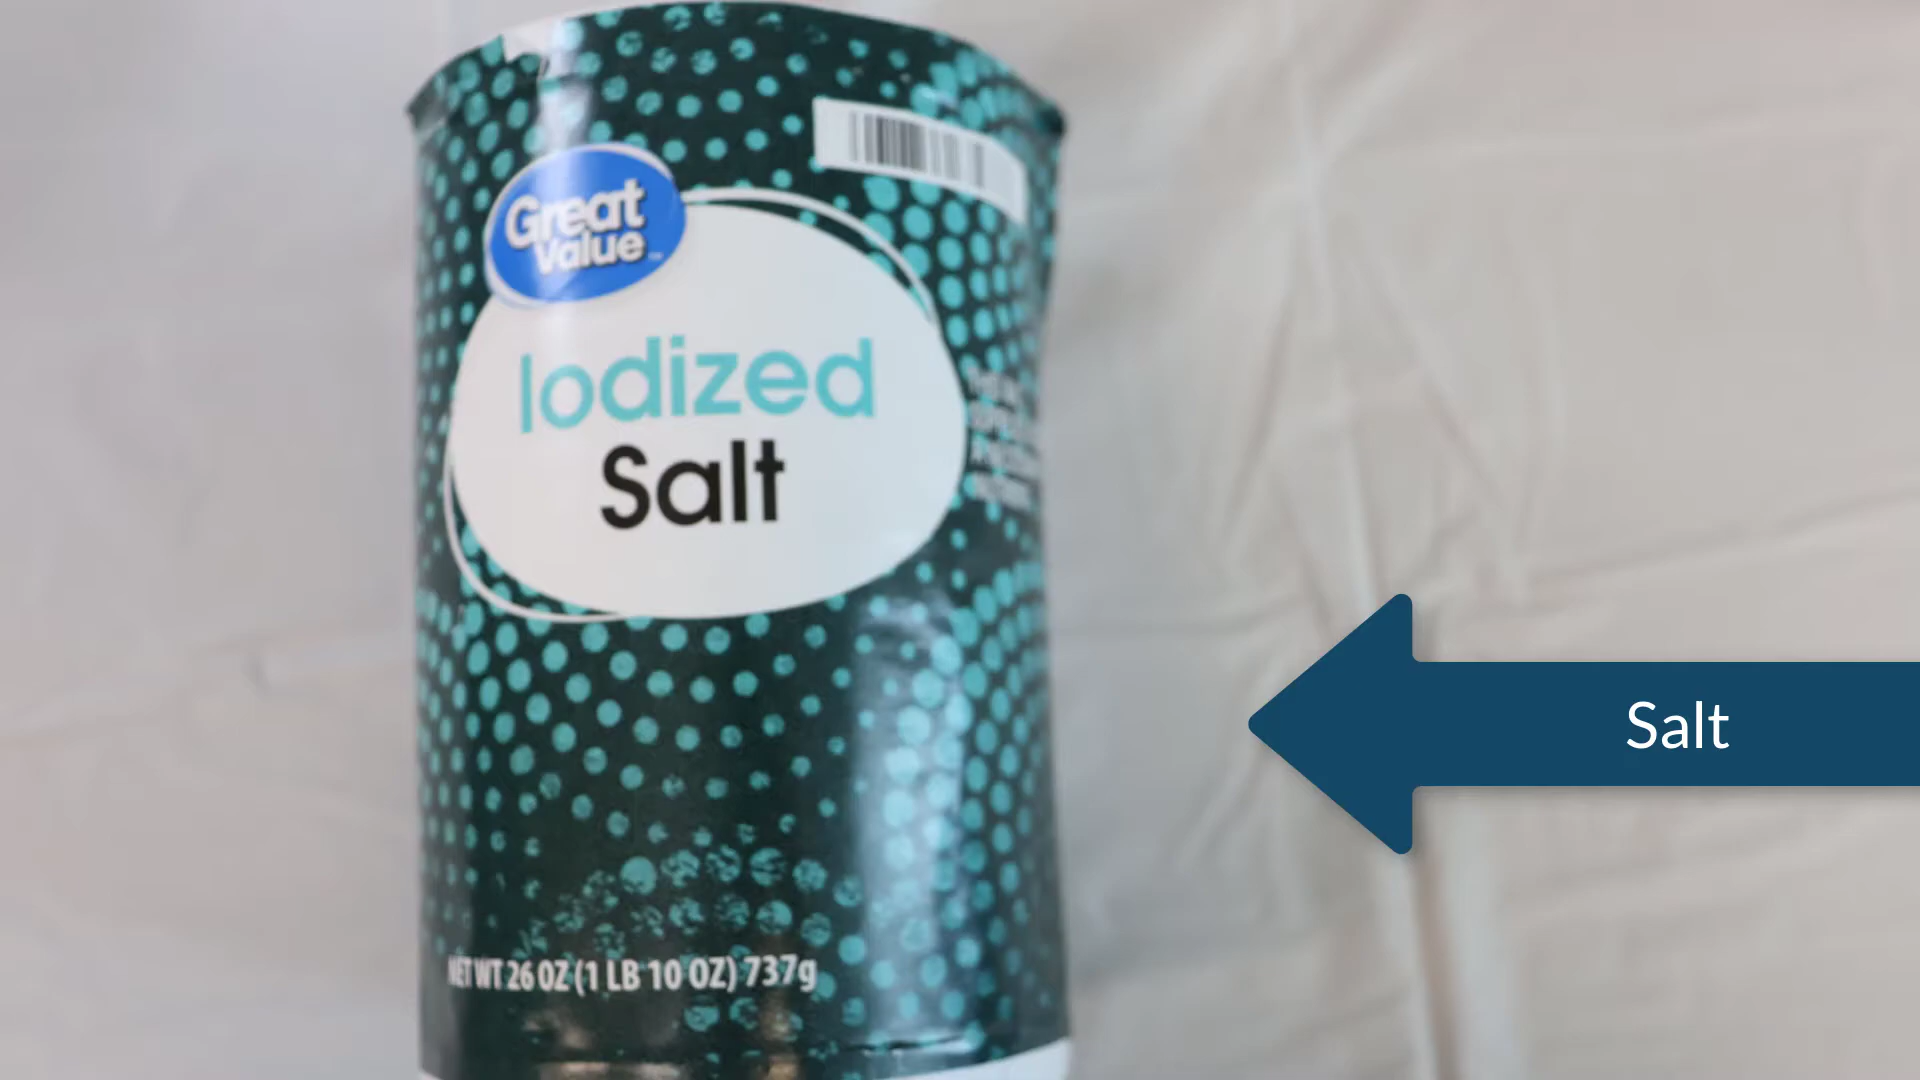 Great
Value
Iodized
Salt
NET WT 26 OZ (1 LB 10 OZ) 737g
Salt